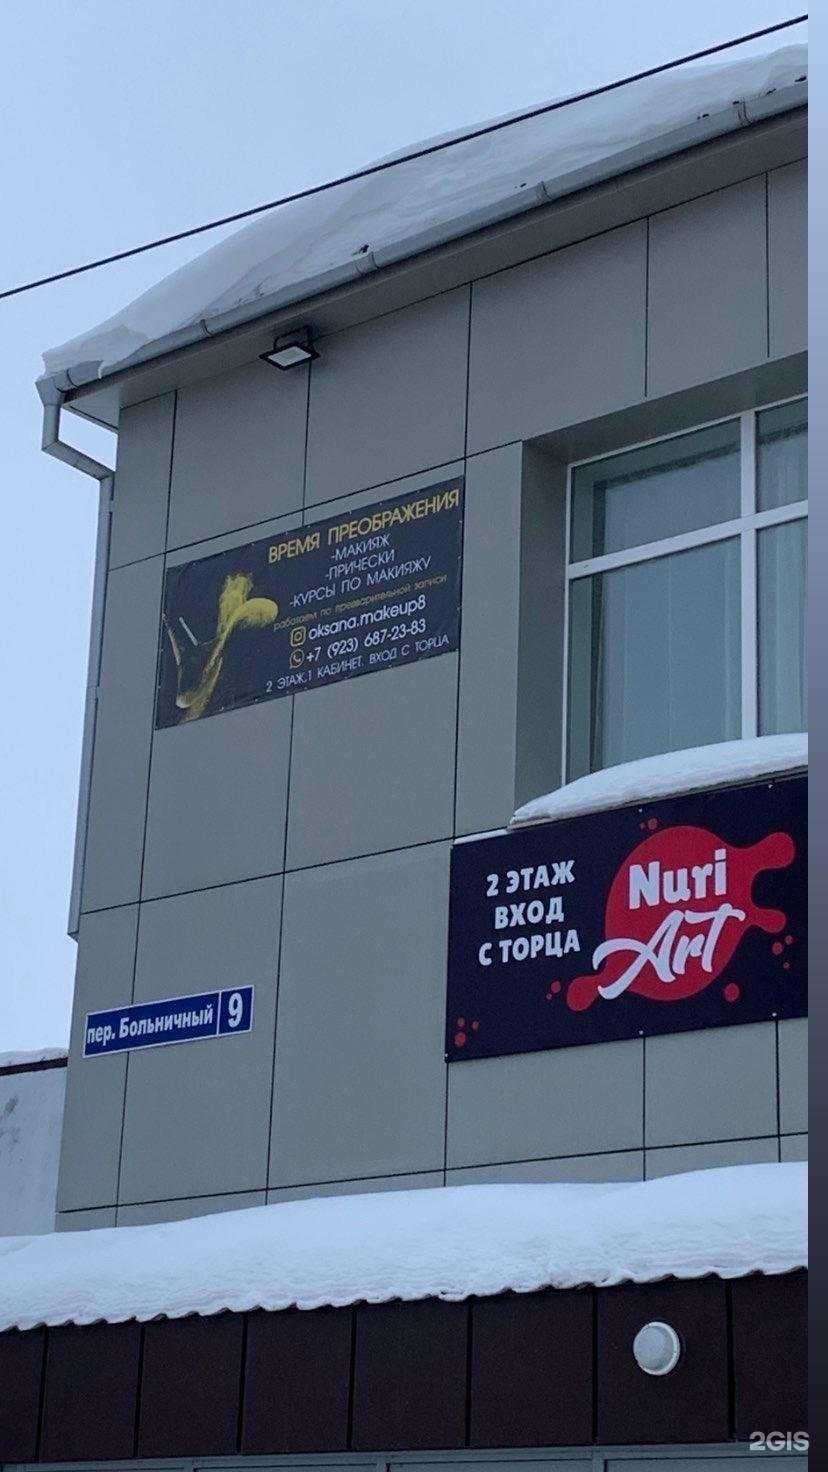 ВРЕМЯ ПРЕОБРАЖЕНИЯ
-МАКИЯЖ
-ПРИЧЕСКИ
-КУРСЫ ПО МАКИЯЖУ
работаем по предварительной записи
oksana.makeup8
+7 (923) 687-23-83
2 ЭТАЖ,1 КАБИНЕТ, ВХОД С ТОРЦА
2 ЭТАЖ
ВХОД
С ТОРЦА
Nuri
Art
пер. Больничный 9
2GIS